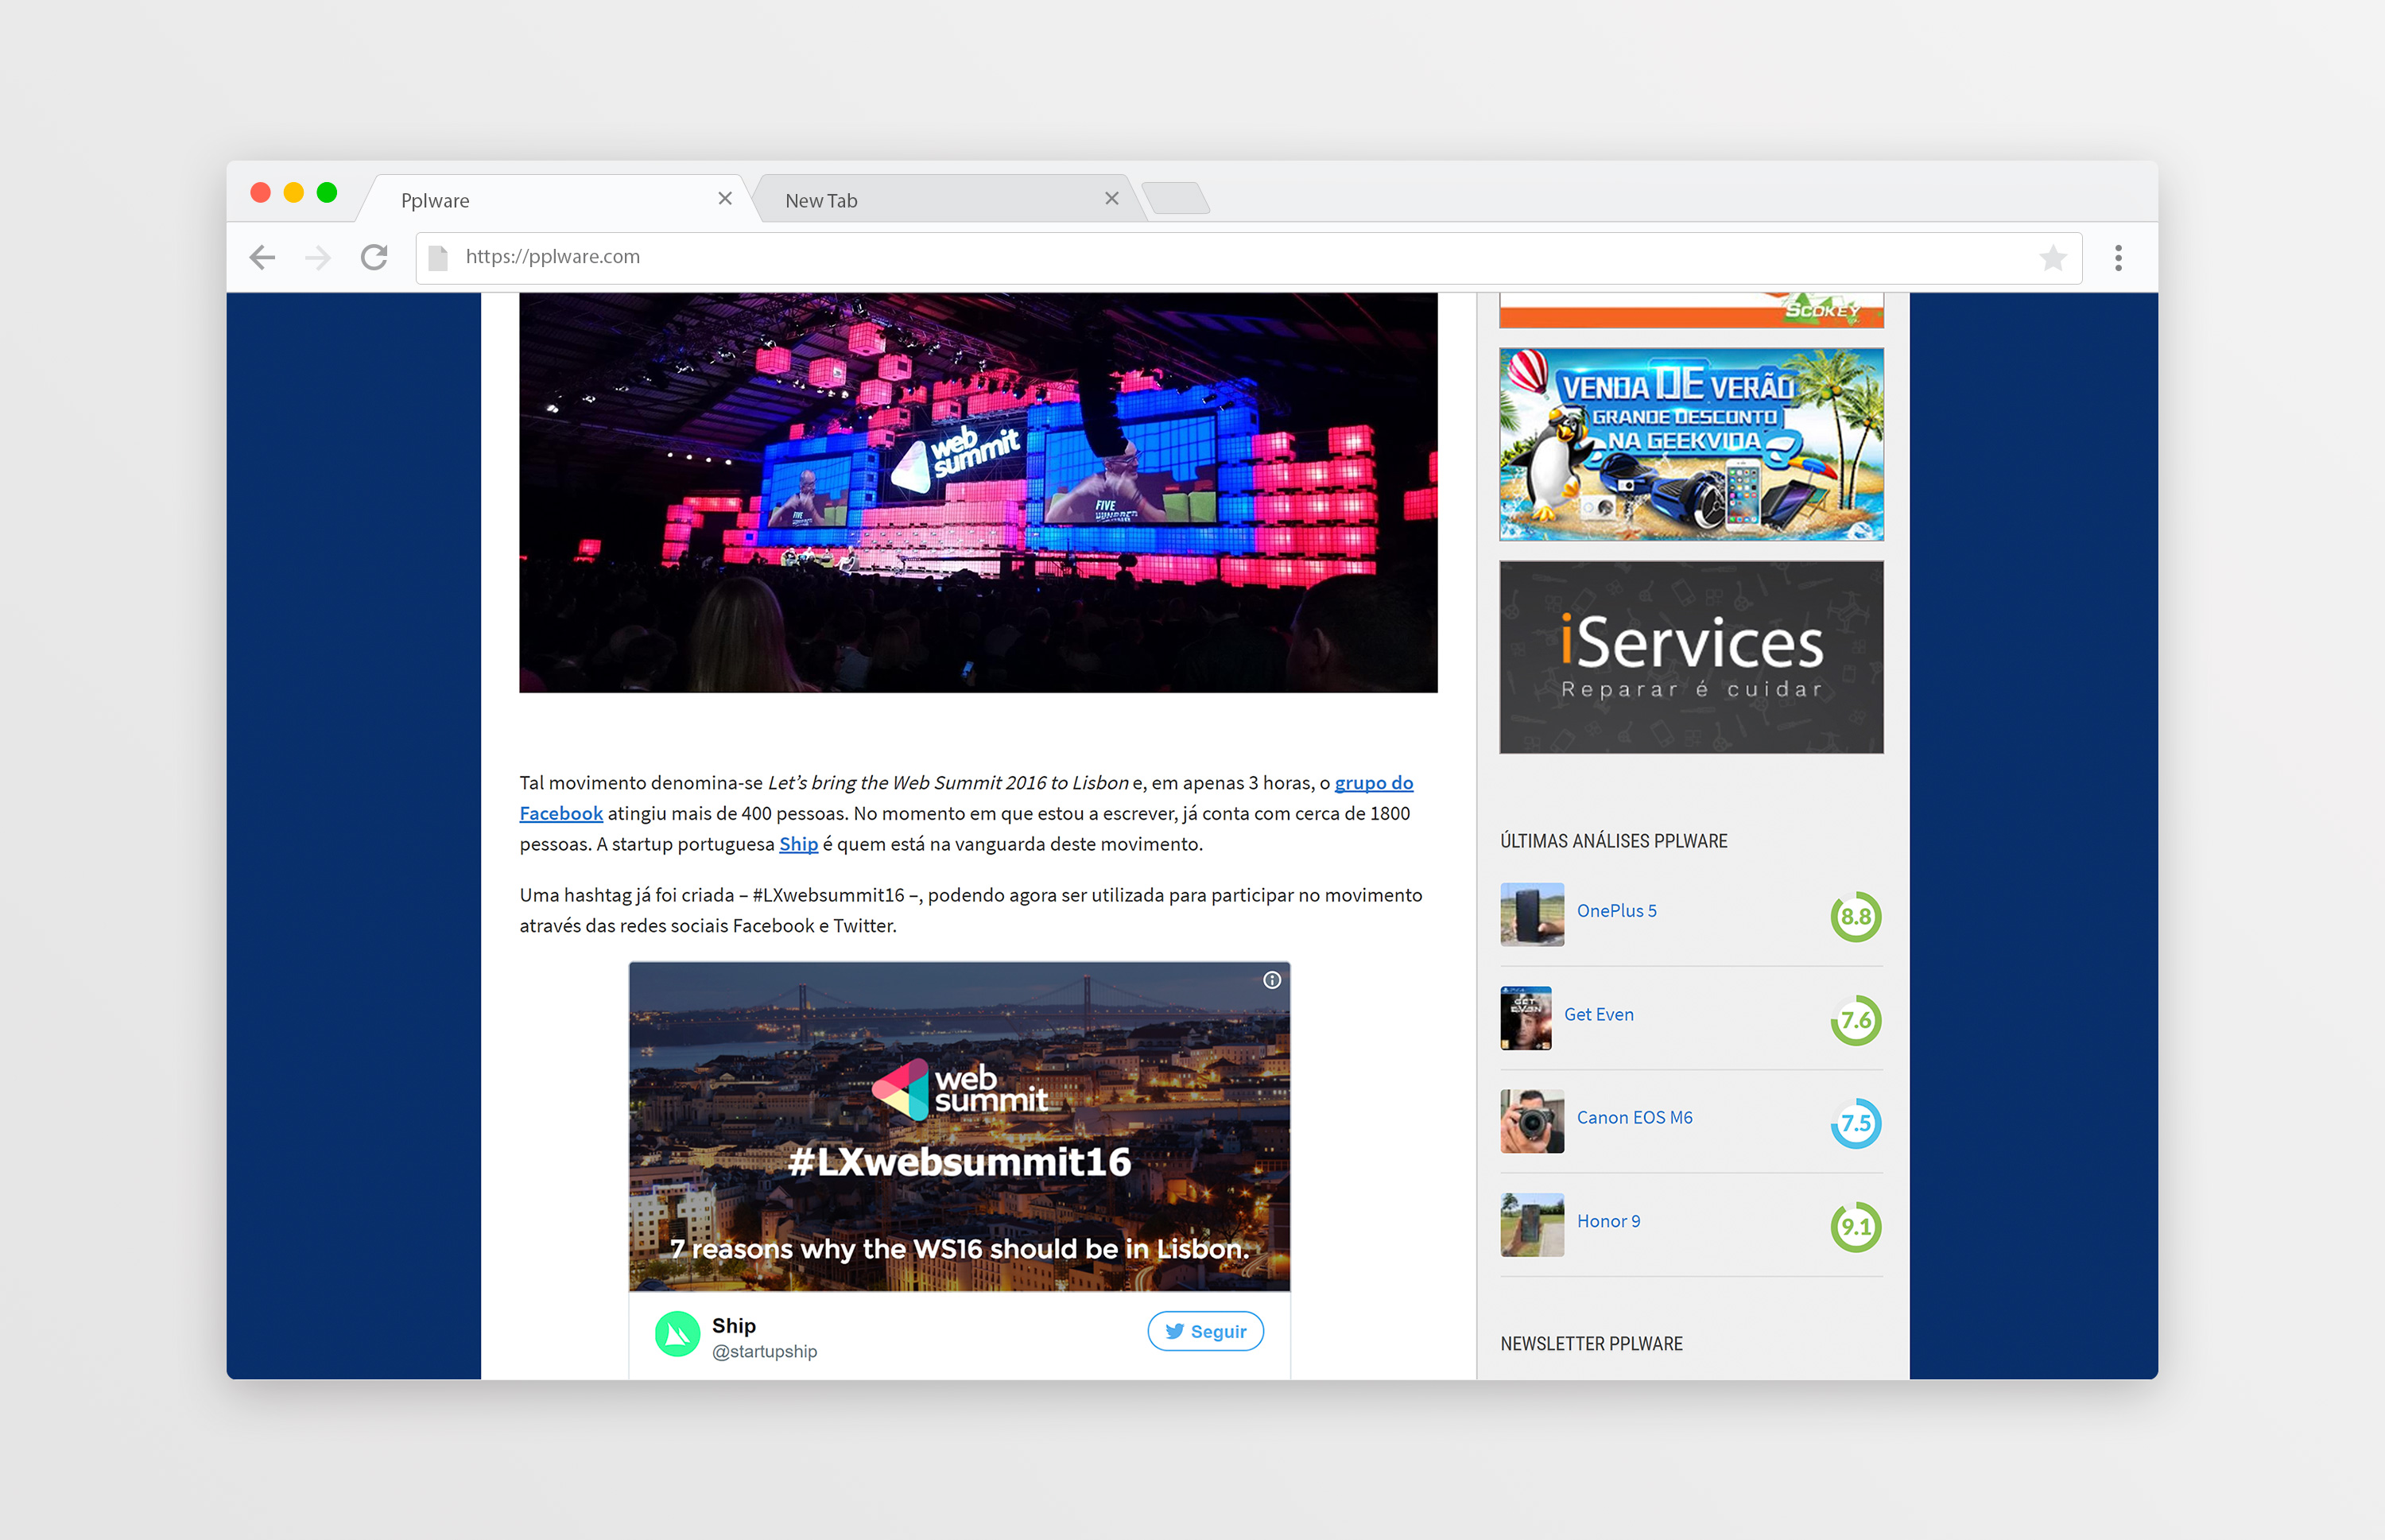 Pplware
New Tab
https://pplware.com
web
summit
FIVE
FIVE
HUNDRED
SCOKEY
VENDA DE VERÃO
GRANDE DESCONTO
NA GEEKVIDA
iServices
Reparar é cuidar
Tal movimento denomina-se Let’s bring the Web Summit 2016 to Lisbon e, em apenas 3 horas, o grupo do
Facebook atingiu mais de 400 pessoas. No momento em que estou a escrever, já conta com cerca de 1800
pessoas. A startup portuguesa Ship é quem está na vanguarda deste movimento.
Uma hashtag já foi criada – #LXwebsummit16 –, podendo agora ser utilizada para participar no movimento
através das redes sociais Facebook e Twitter.
web
summit
#LXwebsummit16
7 reasons why the WS16 should be in Lisbon.
Ship
@startupship
Seguir
ÚLTIMAS ANÁLISES PPLWARE
OnePlus 5
8.8
GET
EVEN
Get Even
7.6
Canon EOS M6
7.5
Honor 9
9.1
NEWSLETTER PPLWARE